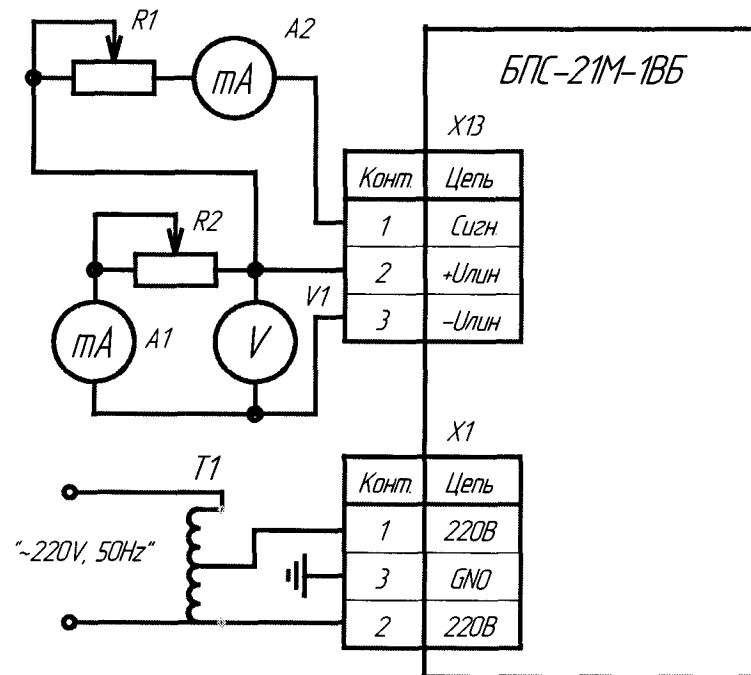 R1
A2
mA
БПС-21М-1ВБ
X13
Конт. Цепь
1 Сигн.
2 +Uлин
3 -Uлин
R2
V1
mA
A1
V
X1
Конт. Цепь
1 220В
3 GND
2 220В
T1
"~220V, 50Hz"